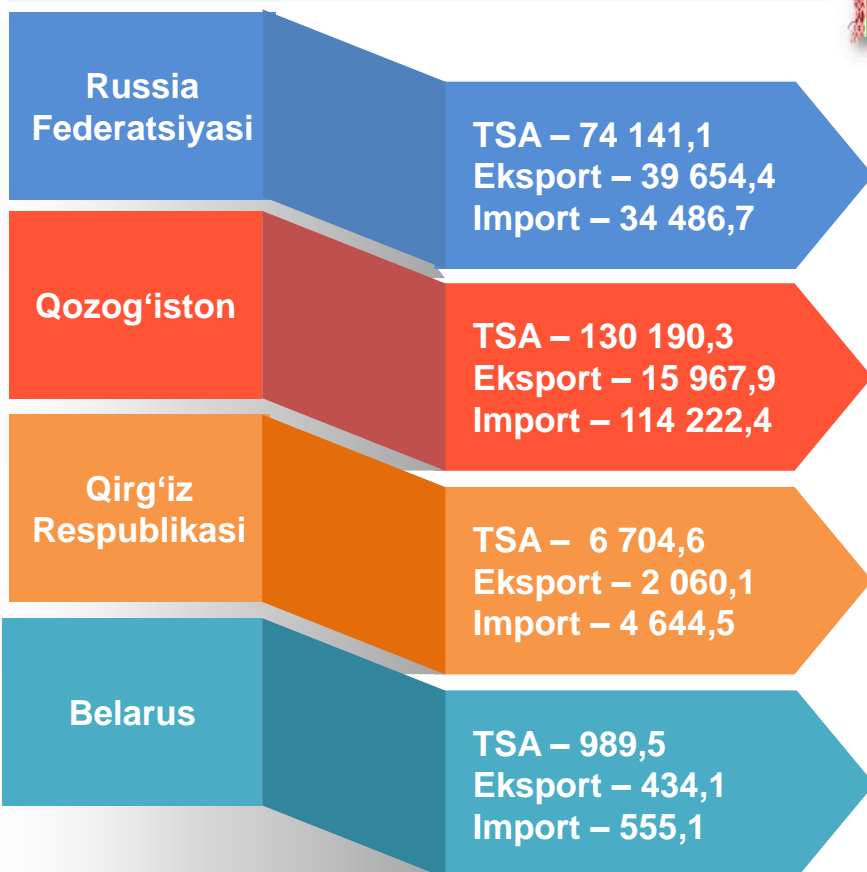 Russia
Federatsiyasi
TSA – 74 141,1
Eksport – 39 654,4
Import – 34 486,7
Qozog‘iston
TSA – 130 190,3
Eksport – 15 967,9
Import – 114 222,4
Qirg‘iz
Respublikasi
TSA –  6 704,6
Eksport – 2 060,1
Import – 4 644,5
Belarus
TSA – 989,5
Eksport – 434,1
Import – 555,1